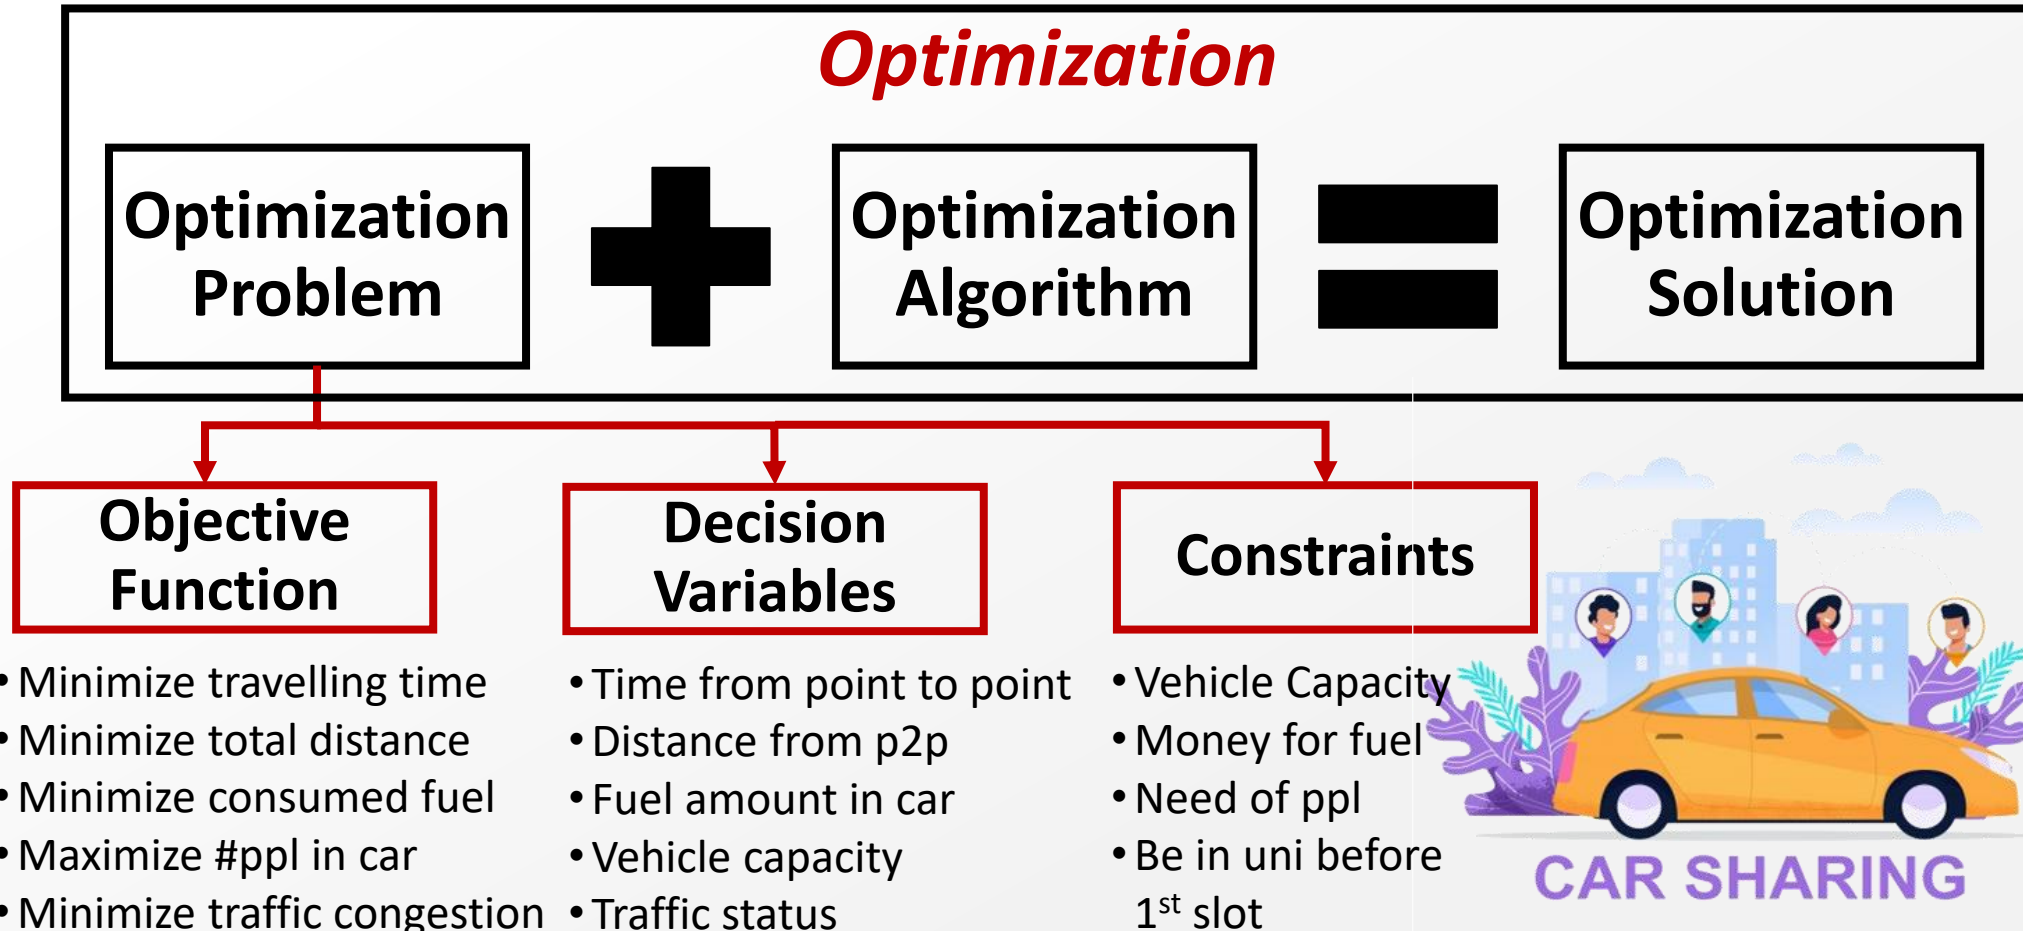 Optimization
Optimization
Problem
Optimization
Algorithm
Optimization
Solution
Objective
Function
• Minimize travelling time
• Minimize total distance
• Minimize consumed fuel
• Maximize #ppl in car
• Minimize traffic congestion
Decision
Variables
• Time from point to point
• Distance from p2p
• Fuel amount in car
• Vehicle capacity
• Traffic status
Constraints
• Vehicle Capacity
• Money for fuel
• Need of ppl
• Be in uni before
1st slot
CAR SHARING